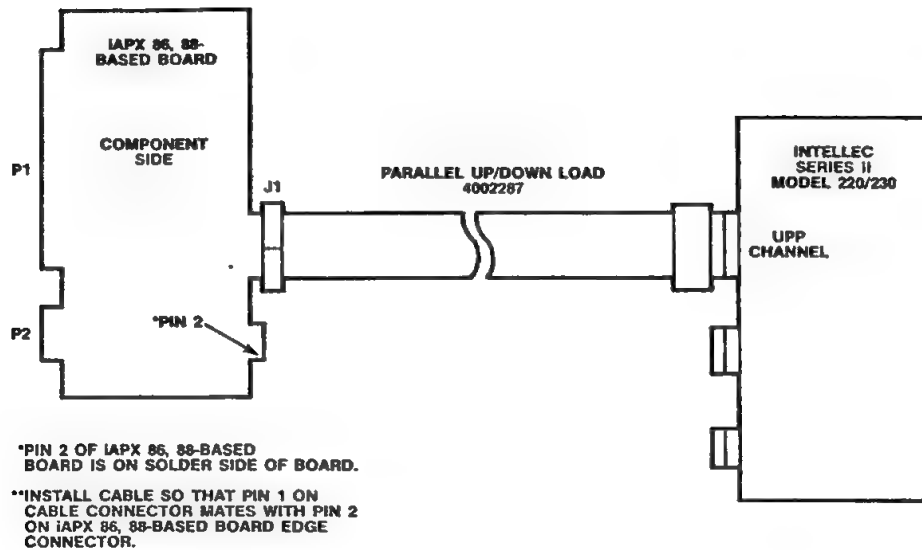 iAPX 86, 88-
BASED BOARD
COMPONENT
SIDE
P1
J1
PARALLEL UP/DOWN LOAD
4002287
INTELLEC
SERIES II
MODEL 220/230
UPP
CHANNEL
P2
*PIN 2
*PIN 2 OF iAPX 86, 88-BASED
BOARD IS ON SOLDER SIDE OF BOARD.
**INSTALL CABLE SO THAT PIN 1 ON
CABLE CONNECTOR MATES WITH PIN 2
ON iAPX 86, 88-BASED BOARD EDGE
CONNECTOR.